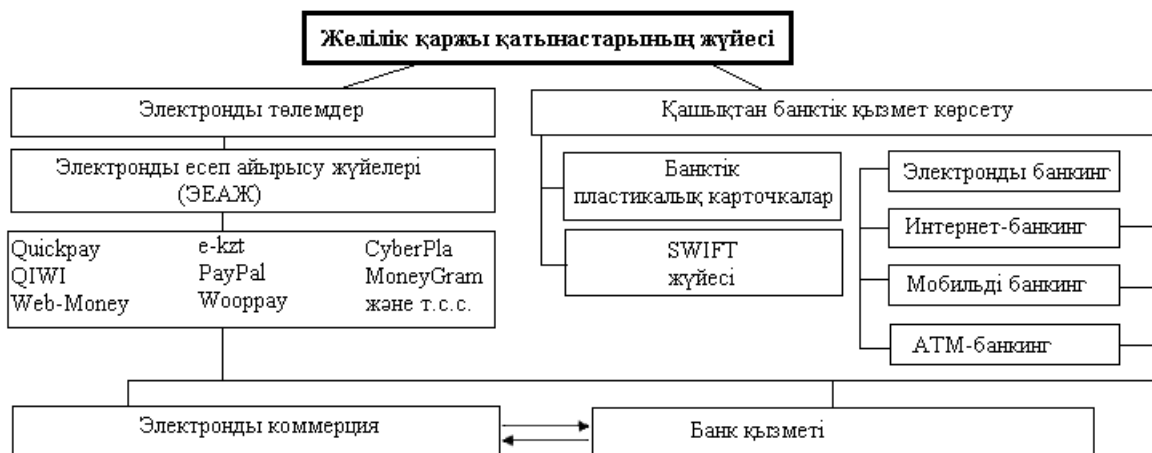 Желілік қаржы қатынастарының жүйесі
Электронды төлемдер
Қашықтан банктік қызмет көрсету
Электронды есеп айырысу жүйелері
(ЭЕАЖ)
Банктік
пластикалық карточкалар
SWIFT
жүйесі
Электронды банкинг
Интернет-банкинг
Мобильді банкинг
АТМ-банкинг
Quickpay e-kzt CyberPla
QIWI PayPal MoneyGram
Web-Money Wooppay және т.с.с.
Электронды коммерция
Банк қызметі